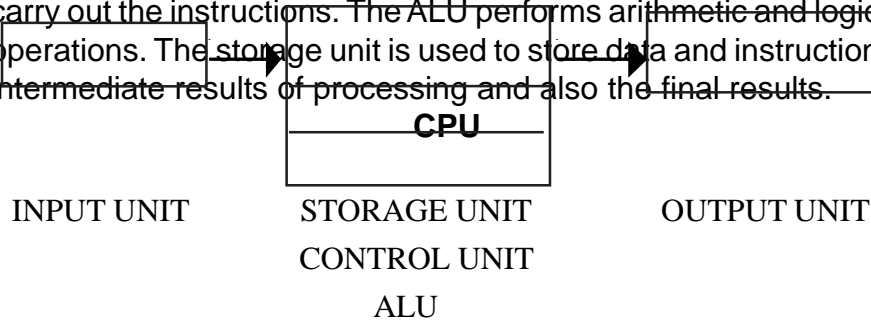 carry out the instructions. The ALU performs arithmetic and logic
operations. The storage unit is used to store data and instruction
intermediate results of processing and also the final results.
CPU
INPUT UNIT STORAGE UNIT OUTPUT UNIT
CONTROL UNIT
ALU